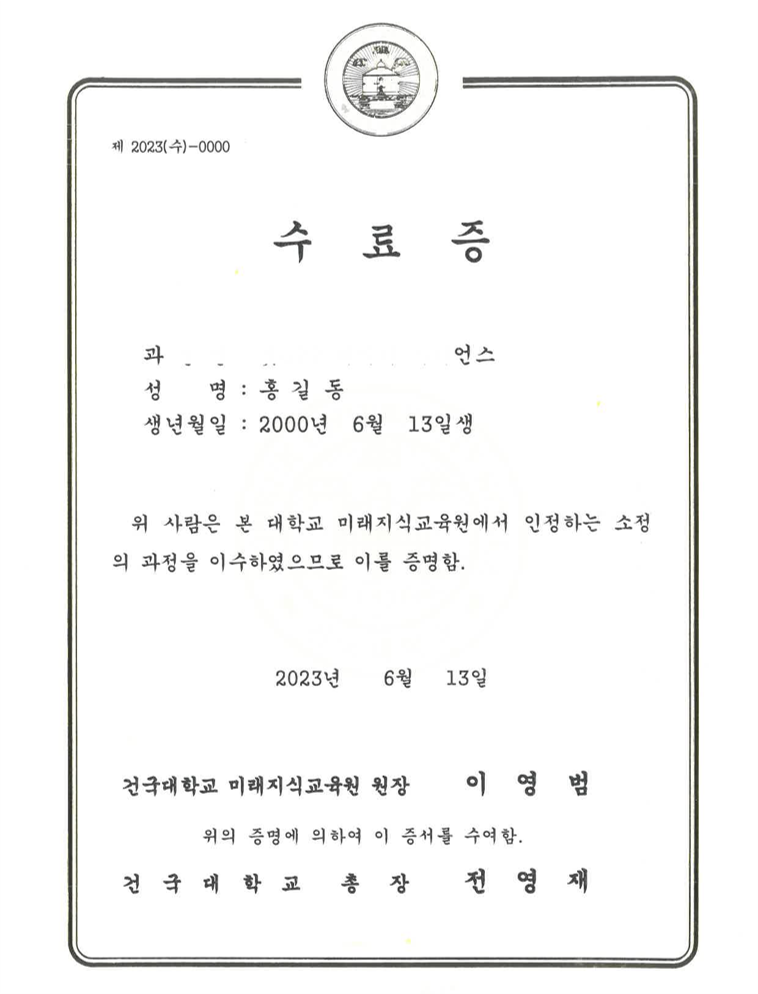 제 2023(수)-0000
수 료 증
과 언스
성 명 : 홍 길 동
생년월일 : 2000년 6월 13일생
위 사람은 본 대학교 미래지식교육원에서 인정하는 소정
의 과정을 이수하였으므로 이를 증명함.
2023년 6월 13일
건국대학교 미래지식교육원 원장 이 영 범
위의 증명에 의하여 이 증서를 수여함.
건 국 대 학 교 총 장 전 영 재